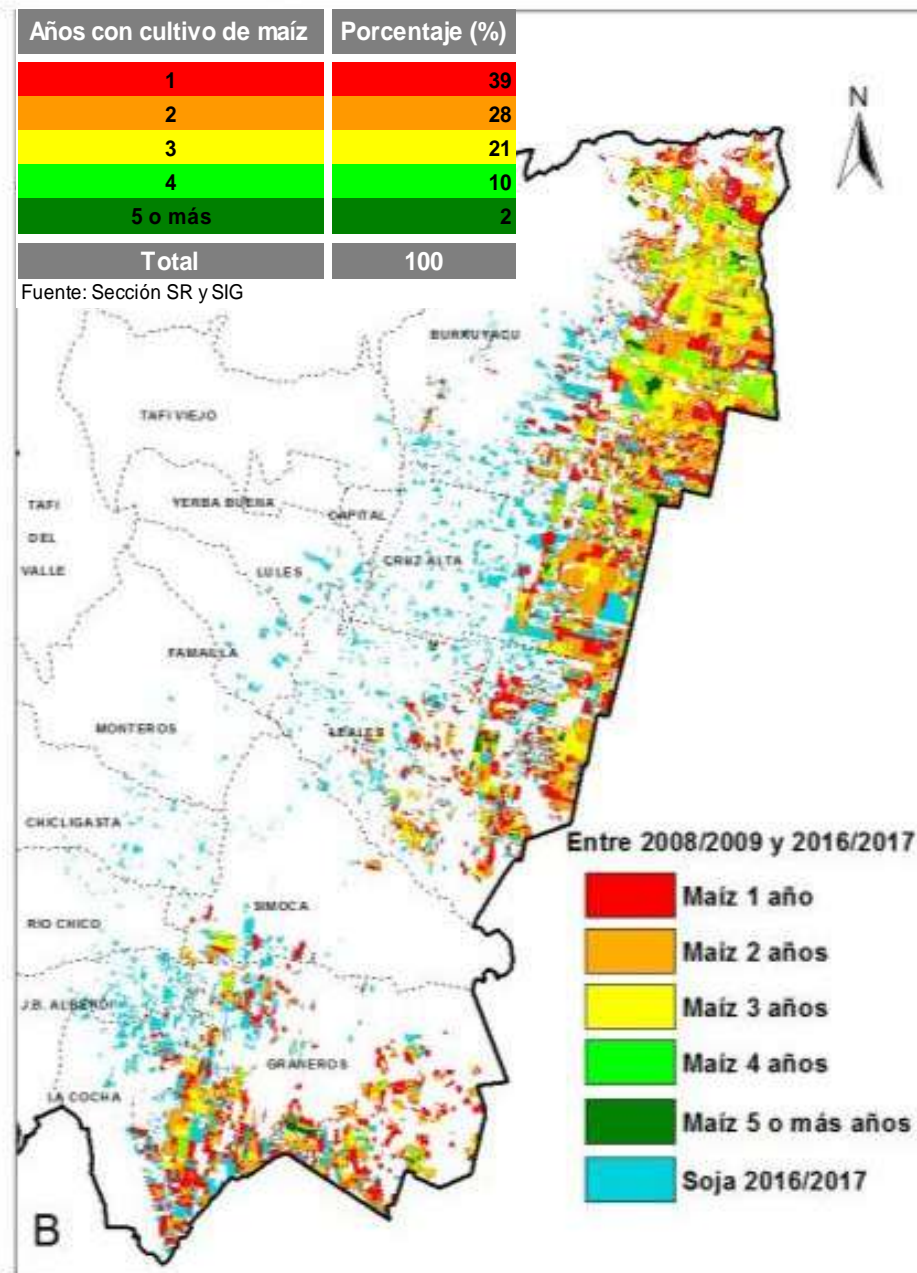 Años con cultivo de maíz Porcentaje (%)
1 39
2 28
3 21
4 10
5 o más 2
Total 100
Fuente: Sección SR y SIG
N
BURRUYACU
TAFI VIEJO
TAFI
DEL
VALLE
YERBA BUENA
CAPITAL
LULES
CRUZ ALTA
FAMAILLA
MONTEROS
LEALES
CHICLIGASTA
SIMOCA
RIO CHICO
J.B. ALBERDI
GRANEROS
LA COCHA
Entre 2008/2009 y 2016/2017
Maíz 1 año
Maíz 2 años
Maíz 3 años
Maíz 4 años
Maíz 5 o más años
Soja 2016/2017
B